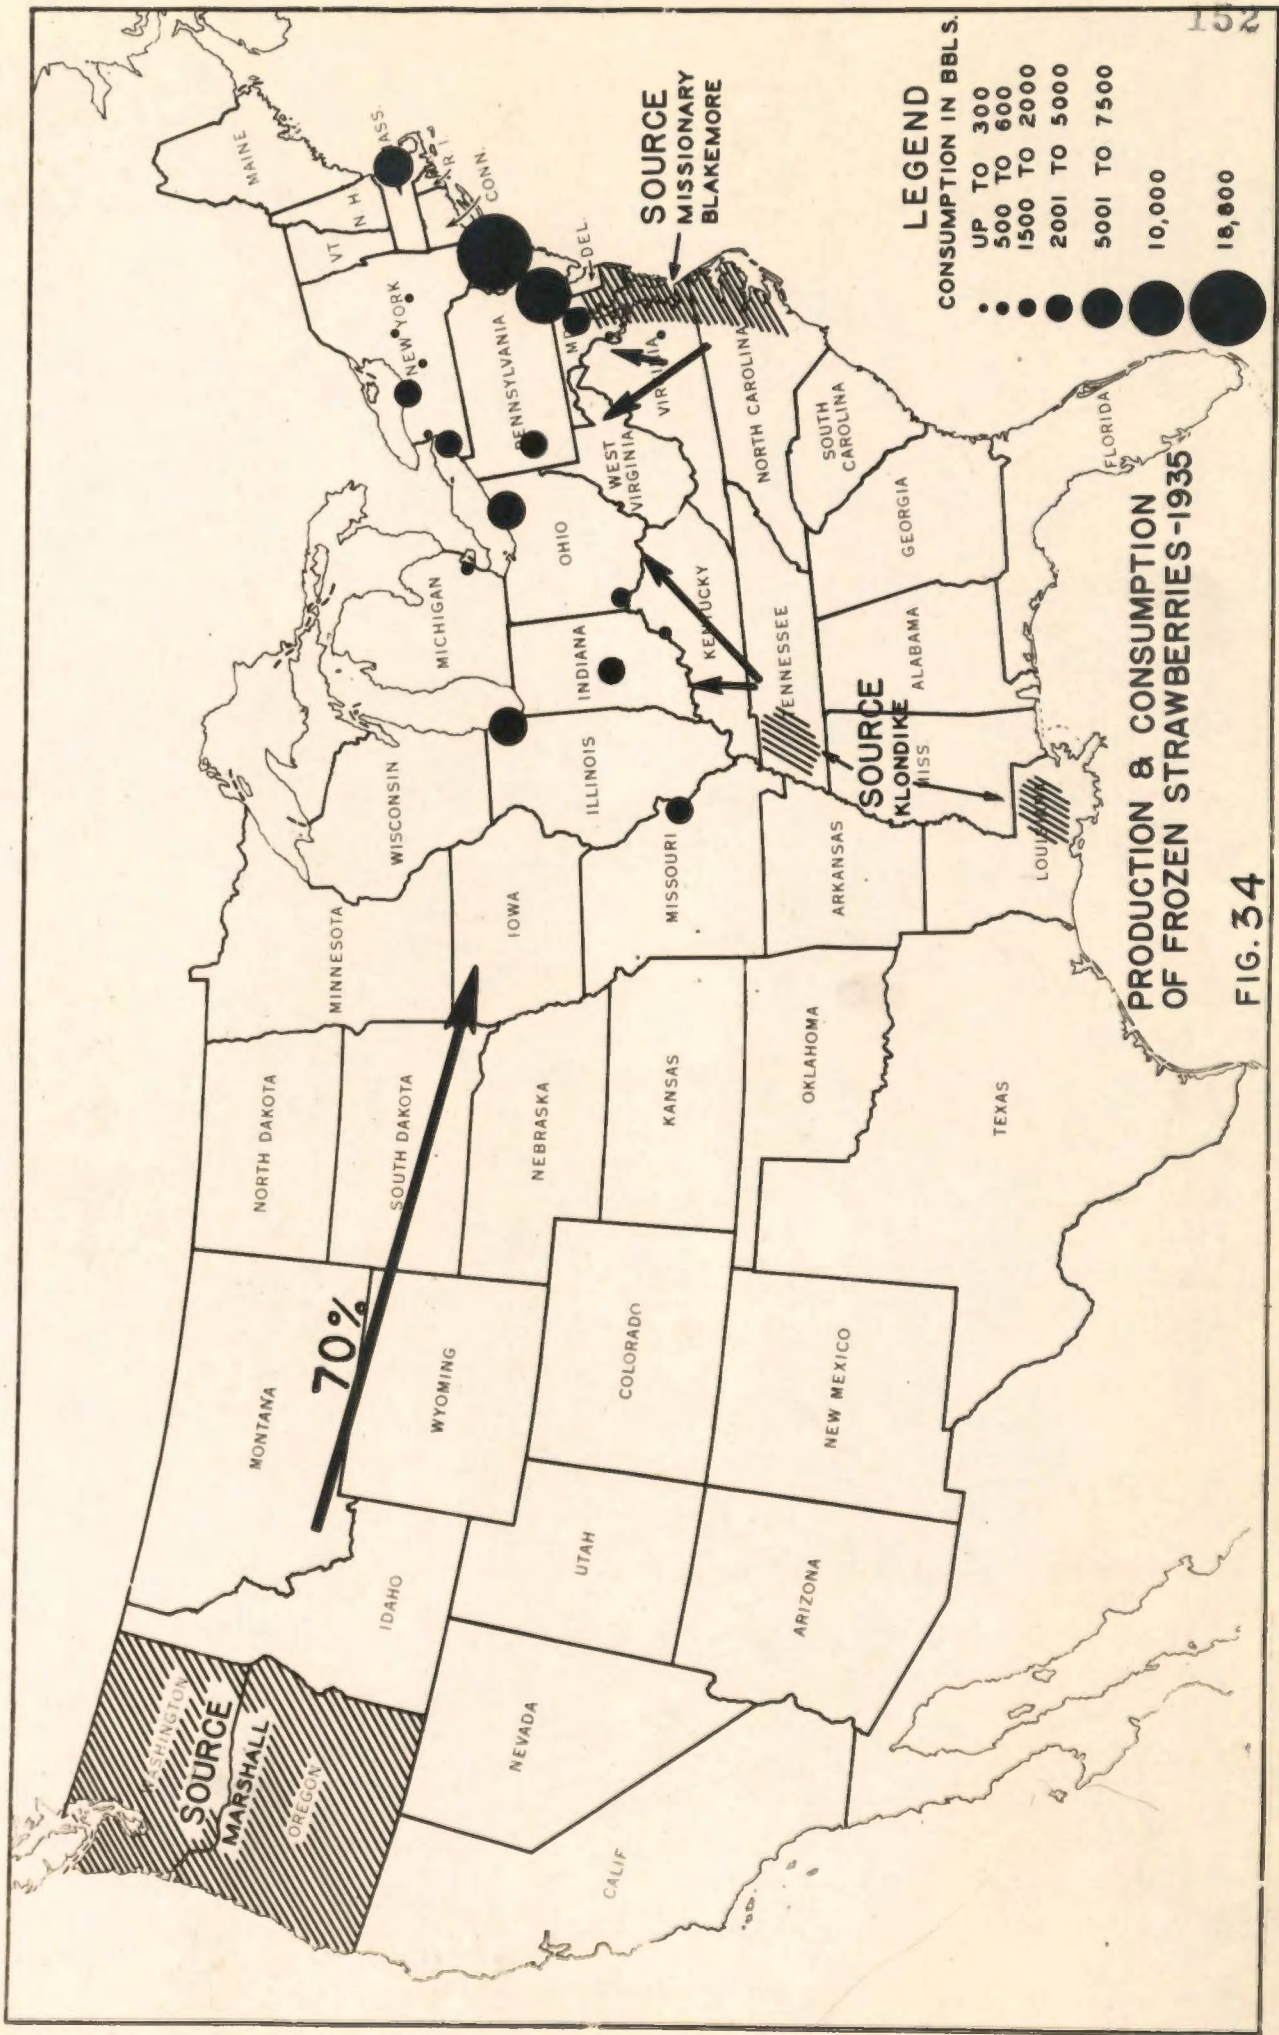 152
MAINE
VT
N H
ASS.
R.I.
CONN.
NEW YORK
PENNSYLVANIA
DEL.
WEST
VIRGINIA
VIRGINIA
NORTH CAROLINA
SOUTH
CAROLINA
GEORGIA
FLORIDA
ALABAMA
TENNESSEE
KENTUCKY
OHIO
INDIANA
MICHIGAN
ILLINOIS
WISCONSIN
MINNESOTA
IOWA
MISSOURI
ARKANSAS
MISS.
NORTH DAKOTA
SOUTH DAKOTA
NEBRASKA
KANSAS
OKLAHOMA
TEXAS
MONTANA
WYOMING
COLORADO
NEW MEXICO
IDAHO
UTAH
ARIZONA
NEVADA
CALIF
WASHINGTON
SOURCE
MARSHALL
OREGON
70%
SOURCE
KLONDIKE
SOURCE
MISSIONARY
BLAKEMORE
LEGEND
CONSUMPTION IN BBLS.
UP TO 300
500 TO 600
1500 TO 2000
2001 TO 5000
5001 TO 7500
10,000
18,800
PRODUCTION & CONSUMPTION
OF FROZEN STRAWBERRIES-1935
FIG. 34